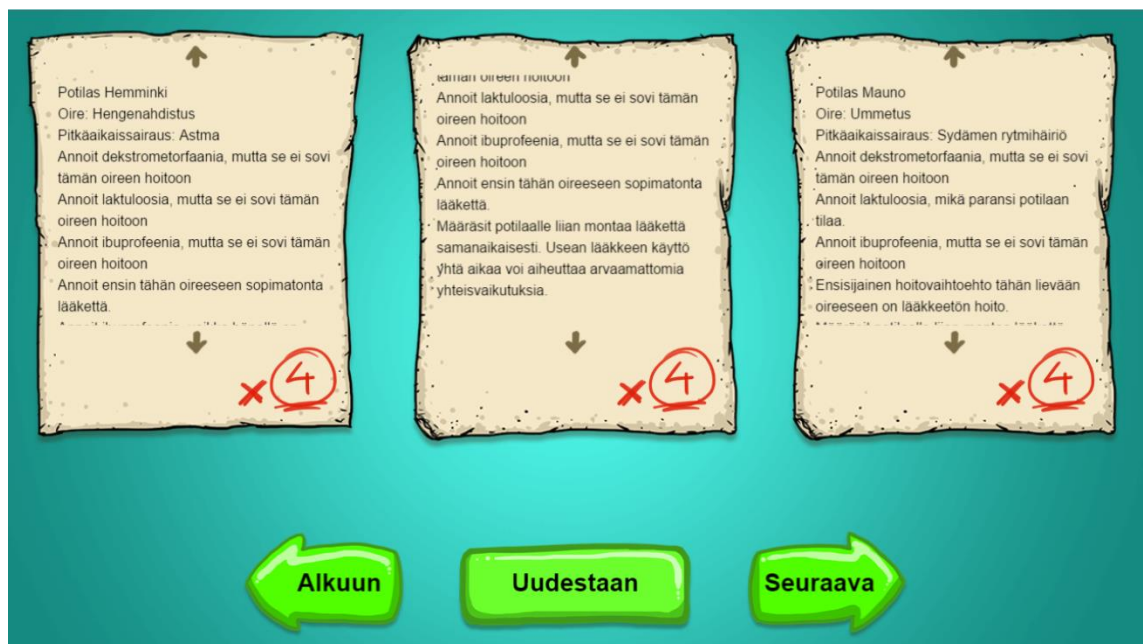 Potilas Hemminki
Oire: Hengenahdistus
Pitkäaikaissairaus: Astma
Annoit dekstrometorfaania, mutta se ei sovi
tämän oireen hoitoon
Annoit laktuloosia, mutta se ei sovi tämän
oireen hoitoon
Annoit ibuprofeenia, mutta se ei sovi tämän
oireen hoitoon
Annoit ensin tähän oireeseen sopimatonta
lääkettä.
4
tämän oireen hoitoon
Annoit laktuloosia, mutta se ei sovi tämän
oireen hoitoon
Annoit ibuprofeenia, mutta se ei sovi tämän
oireen hoitoon
Annoit ensin tähän oireeseen sopimatonta
lääkettä.
Määräsit potilaalle liian montaa lääkettä
samanaikaisesti. Usean lääkkeen käyttö
yhtä aikaa voi aiheuttaa arvaamattomia
yhteisvaikutuksia.
4
Potilas Mauno
Oire: Ummetus
Pitkäaikaissairaus: Sydämen rytmihäiriö
Annoit dekstrometorfaania, mutta se ei sovi
tämän oireen hoitoon
Annoit laktuloosia, mikä paransi potilaan
tilaa.
Annoit ibuprofeenia, mutta se ei sovi tämän
oireen hoitoon
Ensisijainen hoitovaihtoehto tähän lievään
oireeseen on lääkkeetön hoito.
4
Alkuun
Uudestaan
Seuraava